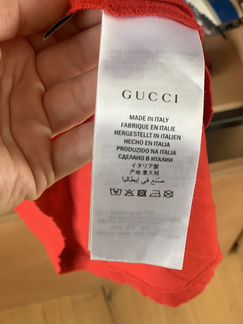 GUCCI
MADE IN ITALY
FABRIQUE EN ITALIE
HERGESTELLT IN ITALIEN
HECHO EN ITALIA
PRODUZIDO NA ITALIA
СДЕЛАНО В ИТАЛИИ
イタリア製
产地:意大利
صنع في إيطاليا